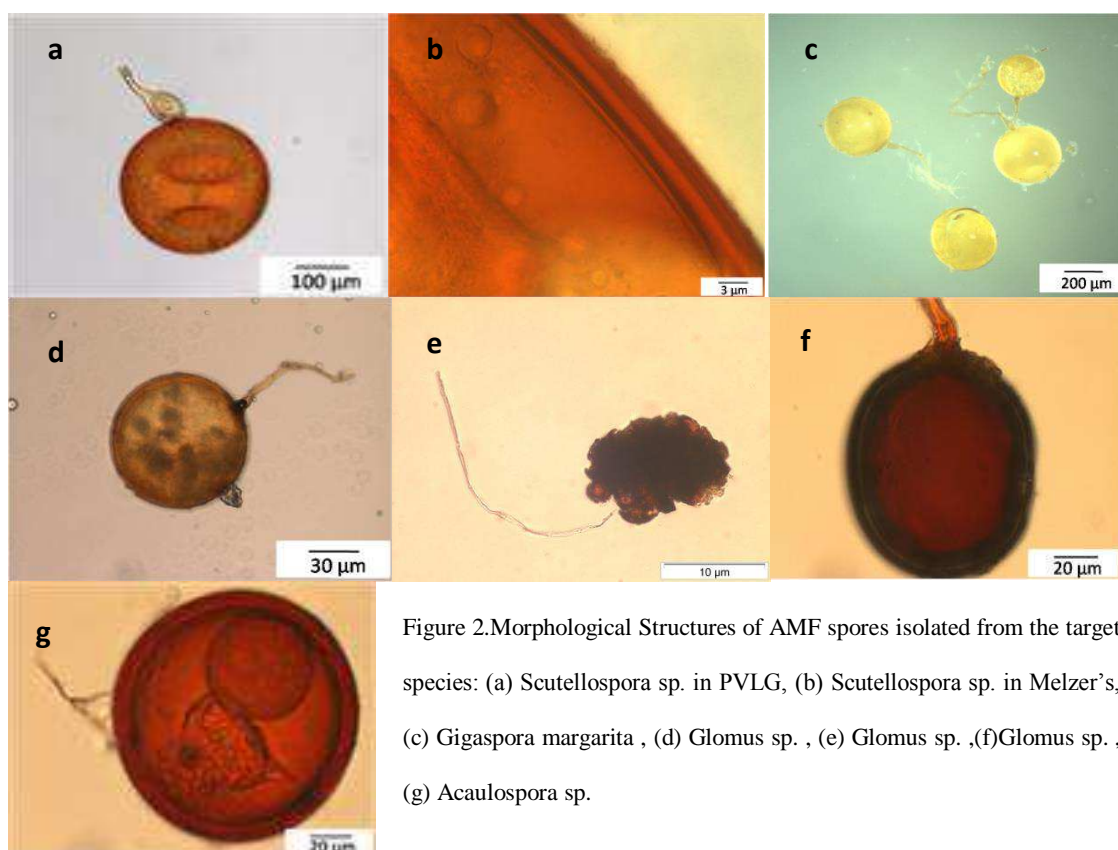 a
b
c
100 µm
3 µm
200 µm
d
e
f
30 µm
10 µm
20 µm
g
20 µm
Figure 2.Morphological Structures of AMF spores isolated from the target
species: (a) Scutellospora sp. in PVLG, (b) Scutellospora sp. in Melzer’s,
(c) Gigaspora margarita , (d) Glomus sp. , (e) Glomus sp. ,(f)Glomus sp. ,
(g) Acaulospora sp.